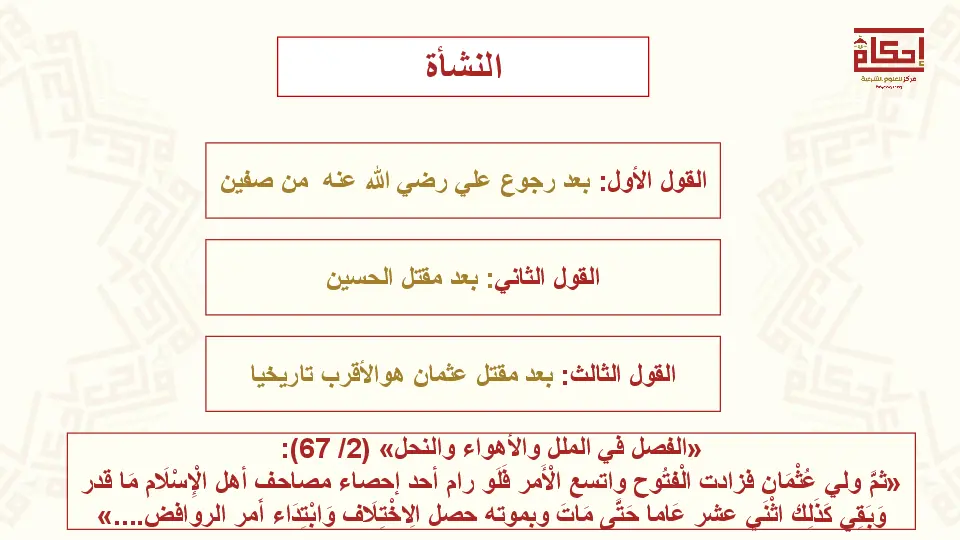 إحكام
مركز للعلوم الشرعية
النشأة
القول الأول: بعد رجوع علي رضي الله عنه من صفين
القول الثاني: بعد مقتل الحسين
القول الثالث: بعد مقتل عثمان هوالأقرب تاريخيا
«الفصل في الملل والأهواء والنحل» (2/ 67):
«ثمَّ ولي عُثْمَان فزادت الْفتُوح واتسع الْأَمر فَلَو رام أحد إحصاء مصاحف أهل الْإِسْلَام مَا قدر
وَبَقِي كَذَلِك اثْنَي عشر عَاما حَتَّى مَاتَ وبموته حصل الِاخْتِلَاف وَابْتِدَاء أمر الروافض....»